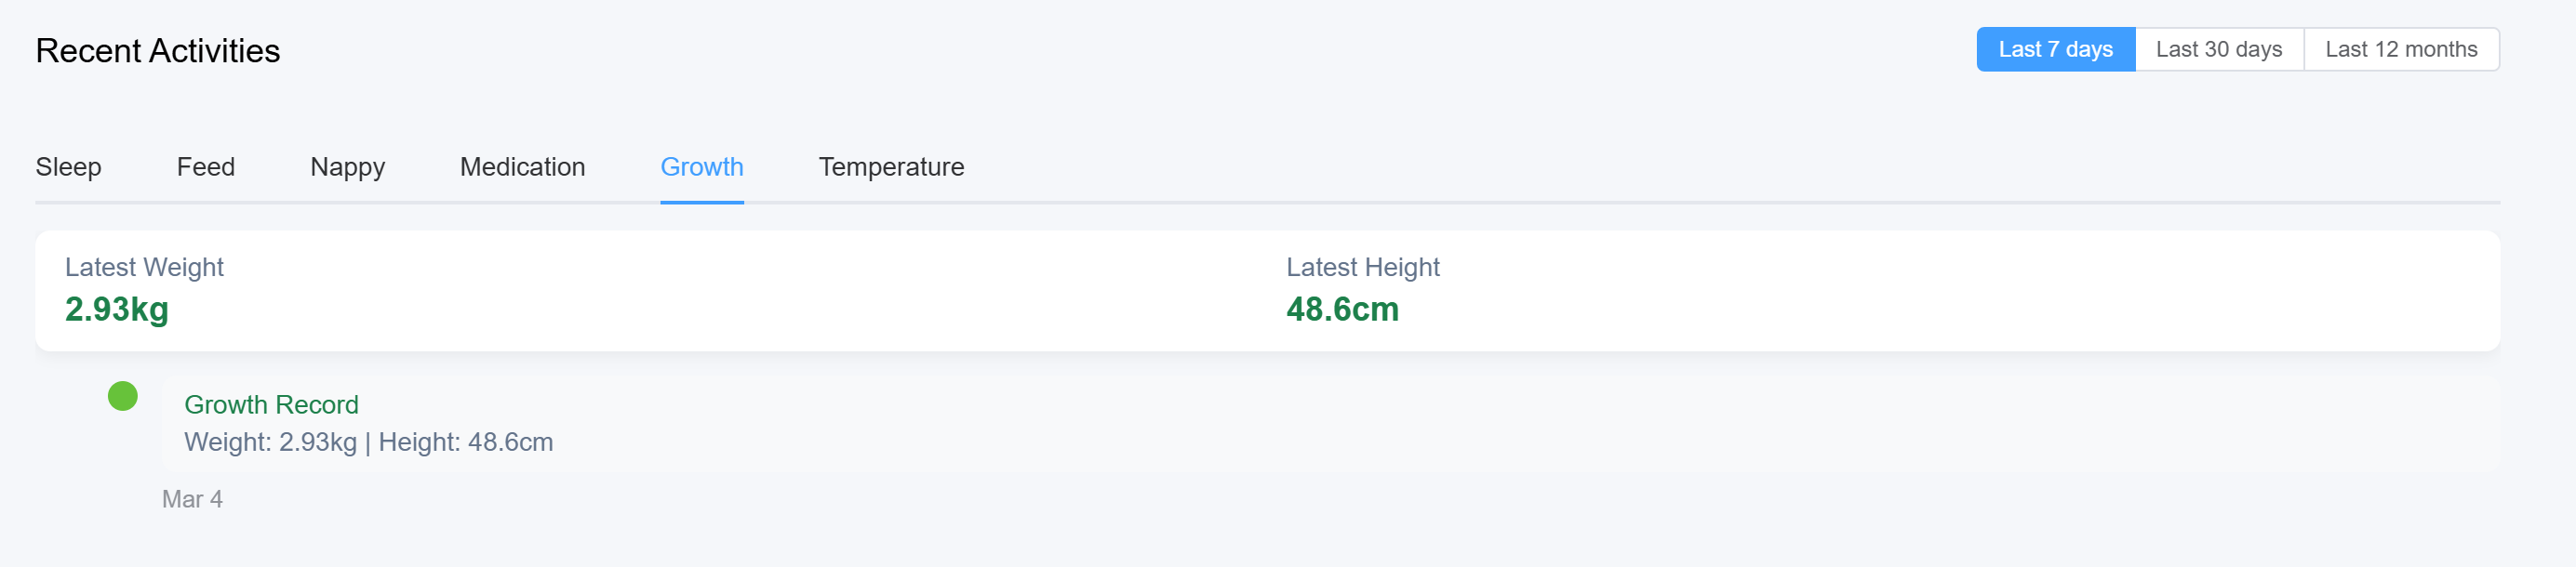 Recent Activities
Last 7 days Last 30 days Last 12 months
Sleep Feed Nappy Medication Growth Temperature
Latest Weight Latest Height
2.93kg 48.6cm
Growth Record
Weight: 2.93kg | Height: 48.6cm
Mar 4